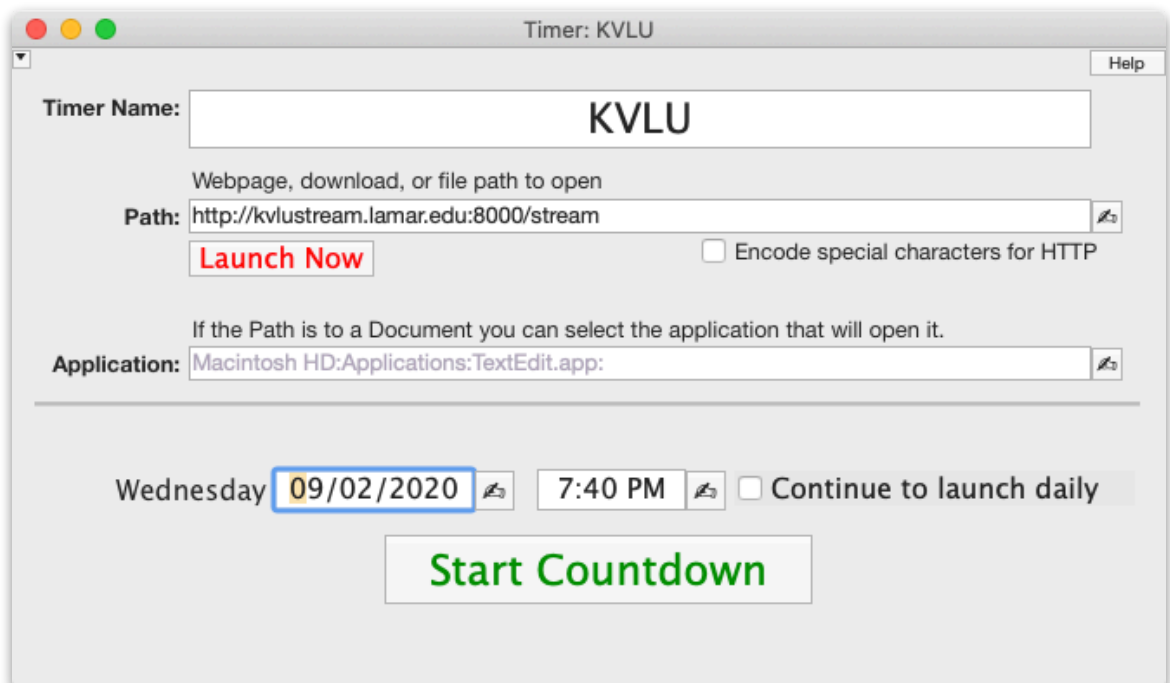 Timer: KVLU
Help
Timer Name: KVLU
Webpage, download, or file path to open
Path: http://kvlustream.lamar.edu:8000/stream
Launch Now Encode special characters for HTTP
If the Path is to a Document you can select the application that will open it.
Application: Macintosh HD:Applications:TextEdit.app:
Wednesday 09/02/2020 7:40 PM Continue to launch daily
Start Countdown